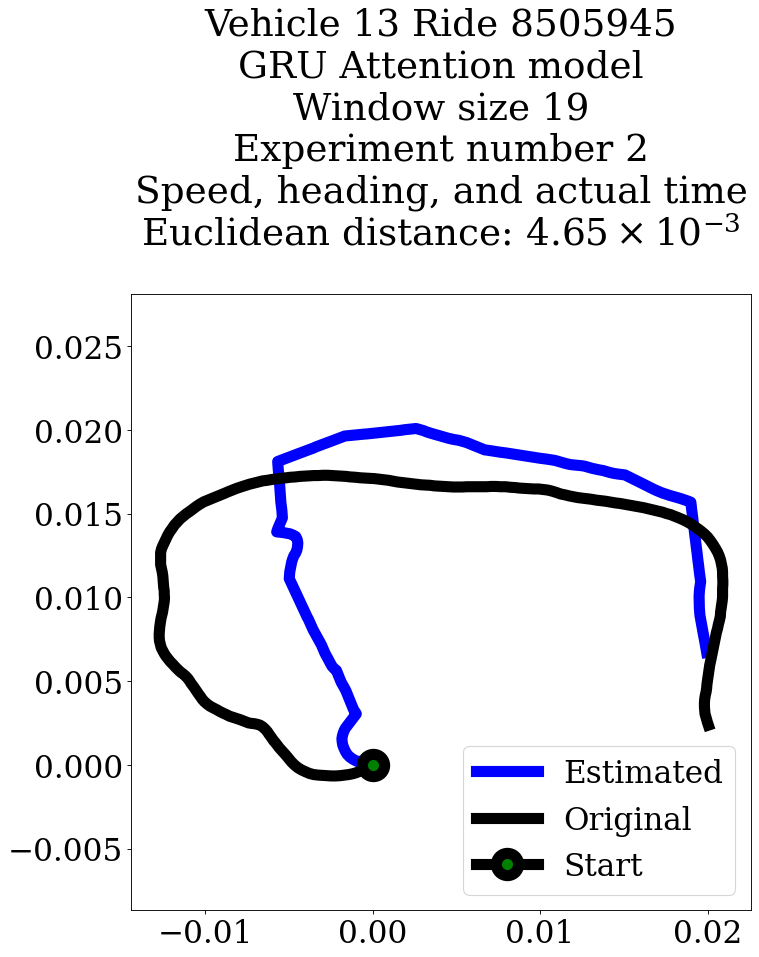 Vehicle 13 Ride 8505945
GRU Attention model
Window size 19
Experiment number 2
Speed, heading, and actual time
Euclidean distance: 4.65 × 10⁻³
0.025
0.020
0.015
0.010
0.005
0.000
−0.005
−0.01
0.00
0.01
0.02
Estimated
Original
Start